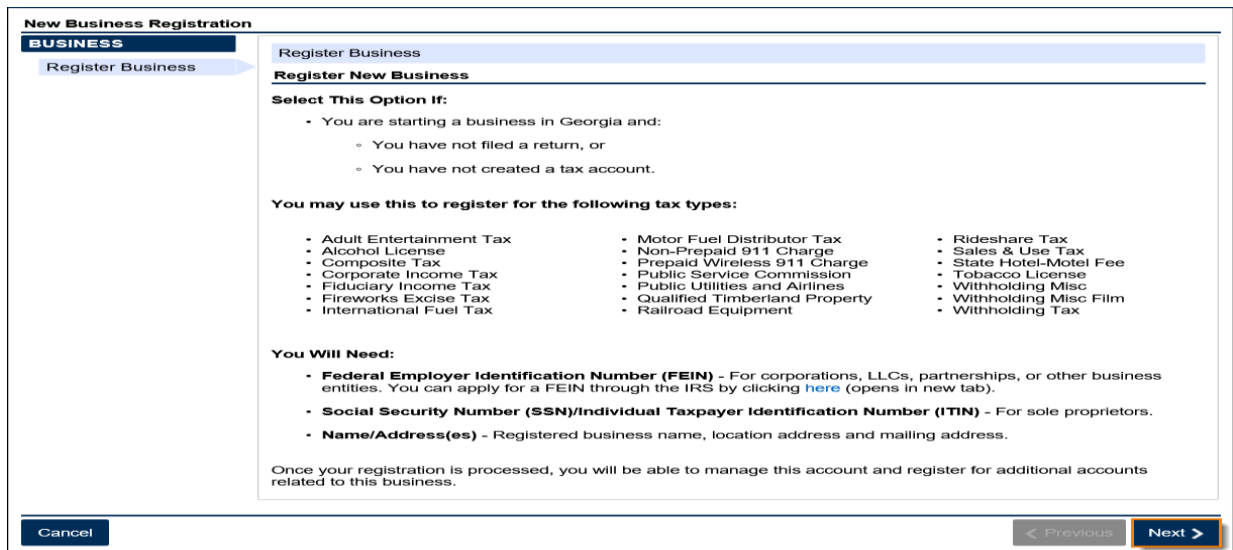 New Business Registration
BUSINESS
Register Business
Register Business
Register New Business
Select This Option If:
• You are starting a business in Georgia and:
◦ You have not filed a return, or
◦ You have not created a tax account.
You may use this to register for the following tax types:
• Adult Entertainment Tax
• Alcohol License
• Composite Tax
• Corporate Income Tax
• Fiduciary Income Tax
• Fireworks Excise Tax
• International Fuel Tax
• Motor Fuel Distributor Tax
• Non-Prepaid 911 Charge
• Prepaid Wireless 911 Charge
• Public Service Commission
• Public Utilities and Airlines
• Qualified Timberland Property
• Railroad Equipment
• Rideshare Tax
• Sales & Use Tax
• State Hotel-Motel Fee
• Tobacco License
• Withholding Misc
• Withholding Misc Film
• Withholding Tax
You Will Need:
• Federal Employer Identification Number (FEIN) - For corporations, LLCs, partnerships, or other business
entities. You can apply for a FEIN through the IRS by clicking here (opens in new tab).
• Social Security Number (SSN)/Individual Taxpayer Identification Number (ITIN) - For sole proprietors.
• Name/Address(es) - Registered business name, location address and mailing address.
Once your registration is processed, you will be able to manage this account and register for additional accounts
related to this business.
Cancel
< Previous
Next >